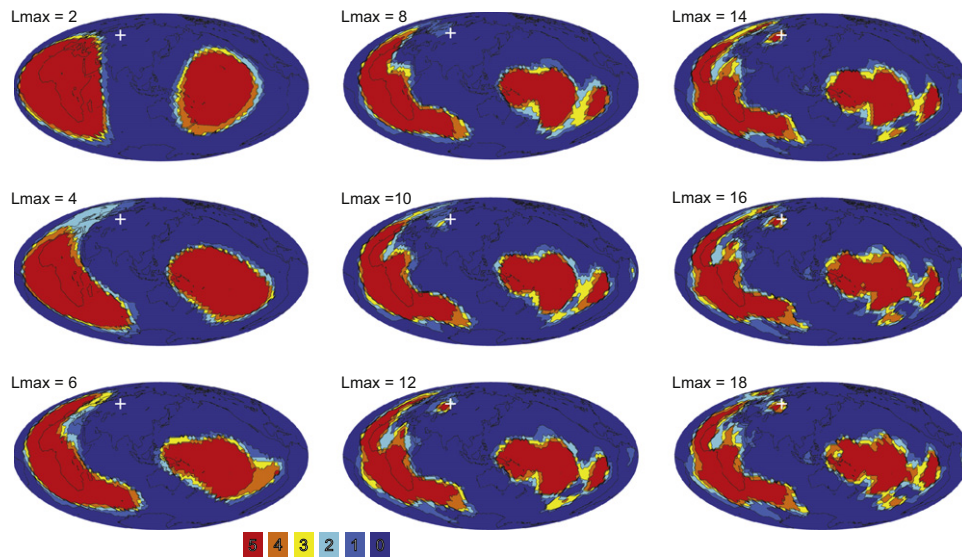 Lmax = 2
Lmax = 8
Lmax = 14
Lmax = 4
Lmax =10
Lmax = 16
Lmax = 6
Lmax = 12
Lmax = 18
5 4 3 2 1 0